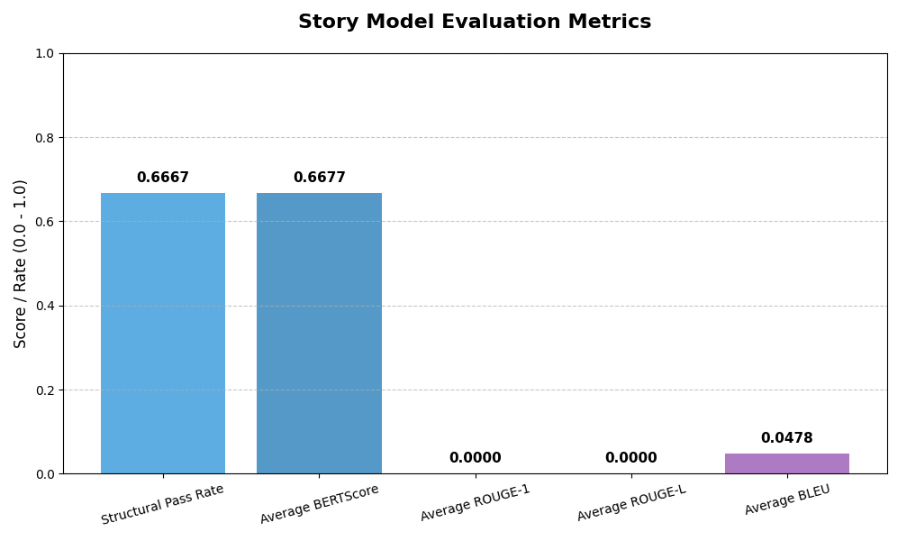 Story Model Evaluation Metrics
Score / Rate (0.0 - 1.0)
1.0
0.8
0.6
0.4
0.2
0.0
0.6667
0.6677
0.0000
0.0000
0.0478
Structural Pass Rate
Average BERTScore
Average ROUGE-1
Average ROUGE-L
Average BLEU